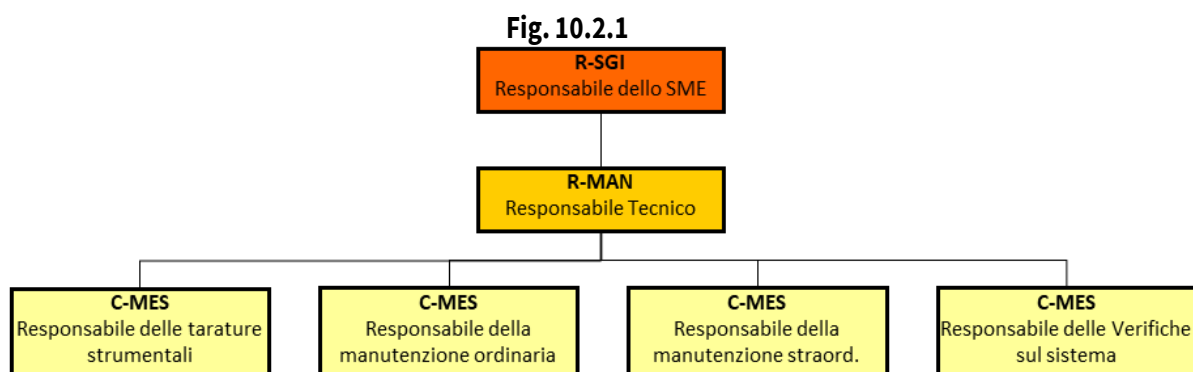 Fig. 10.2.1
R-SGI
Responsabile dello SME
R-MAN
Responsabile Tecnico
C-MES
Responsabile delle tarature
strumentali
C-MES
Responsabile della
manutenzione ordinaria
C-MES
Responsabile della
manutenzione straord.
C-MES
Responsabile delle Verifiche
sul sistema